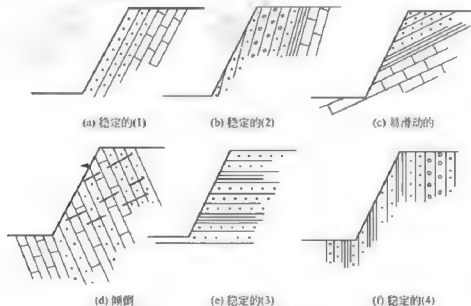 (a) 稳定的(1)
(b) 稳定的(2)
(c) 易滑动的
(d) 倾倒
(e) 稳定的(3)
(f) 稳定的(4)